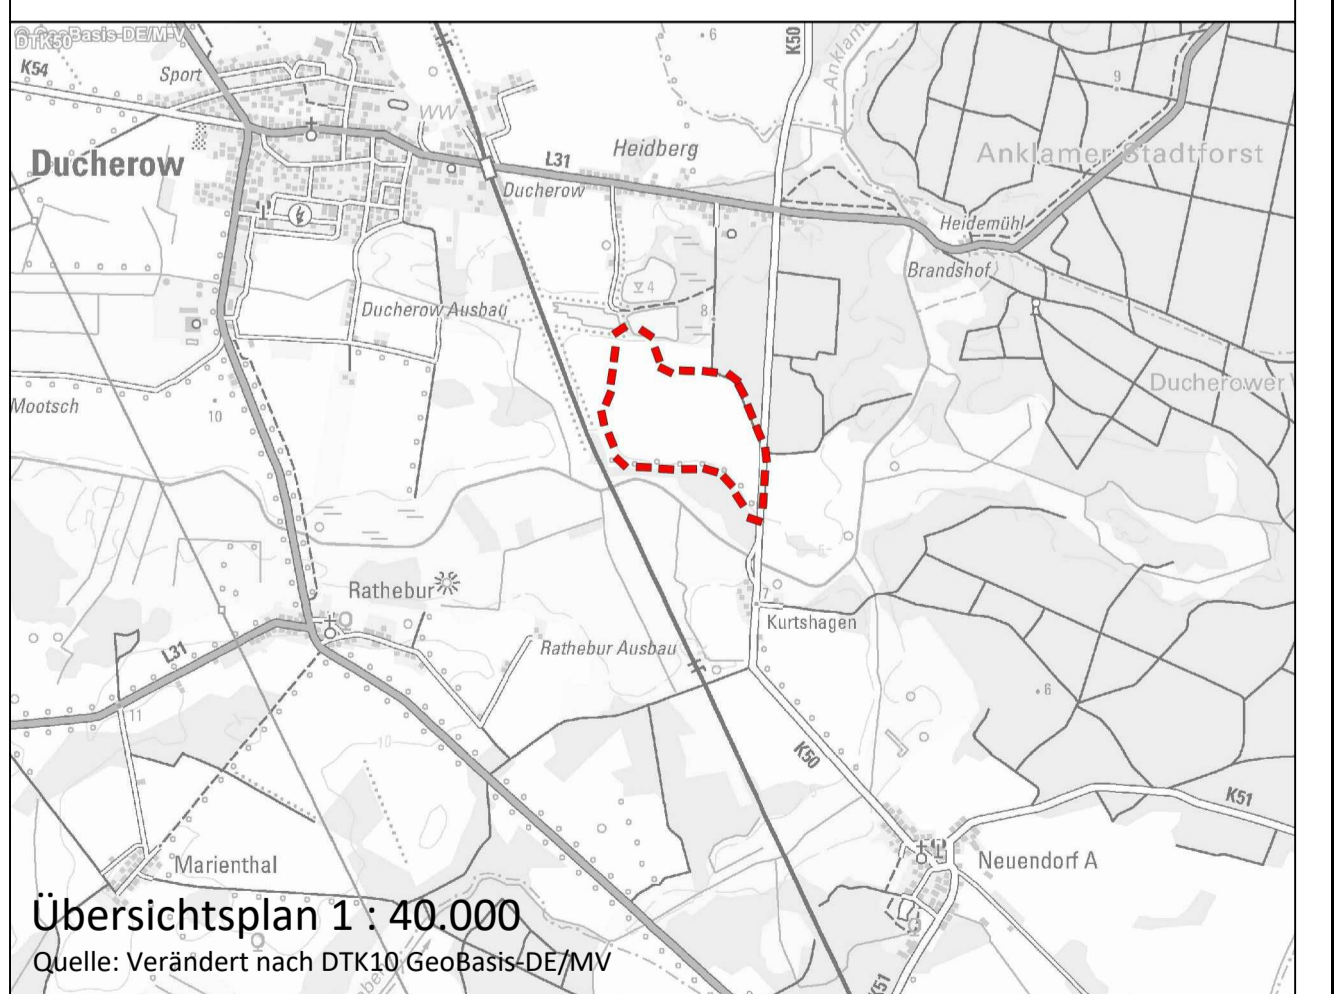 © GeoBasis-DE/M-V
DTK50
K50
6
Anklam
9
K54
Sport
WW
Ducherow
L31
Heidberg
Anklamer Stadtforst
Ducherow
Heidemühl
Brandshof
4
8
Ducherow Ausbau
Ducherower
Mootsch
10
5
Rathebur
7
Kurtshagen
L31
Rathebur Ausbau
6
11
10
K50
K51
Marienthal
Neuendorf A
Übersichtsplan 1 : 40.000
Quelle: Verändert nach DTK10 GeoBasis-DE/MV
K51